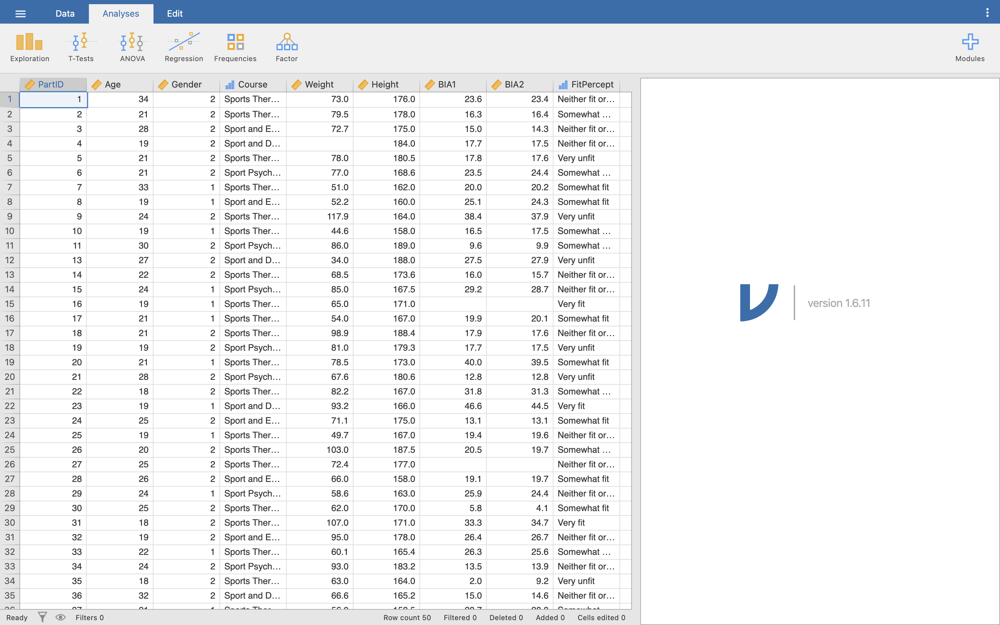 Data Analyses Edit
Exploration T-Tests ANOVA Regression Frequencies Factor Modules
PartID Age Gender Course Weight Height BIA1 BIA2 FitPercept
1 1 34 2 Sports Ther... 73.0 176.0 23.6 23.4 Neither fit or...
2 2 21 2 Sports Ther... 79.5 178.0 16.3 16.4 Somewhat ...
3 3 28 2 Sport and E... 72.7 175.0 15.0 14.3 Neither fit or...
4 4 19 2 Sport and D... 184.0 17.7 17.5 Neither fit or...
5 5 21 2 Sports Ther... 78.0 180.5 17.8 17.6 Very unfit
6 6 21 2 Sport Psych... 77.0 168.6 23.5 24.4 Somewhat ...
7 7 33 1 Sports Ther... 51.0 162.0 20.0 20.2 Somewhat fit
8 8 19 1 Sport and E... 52.2 160.0 25.1 24.3 Somewhat fit
9 9 24 2 Sports Ther... 117.9 164.0 38.4 37.9 Very unfit
10 10 19 1 Sports Ther... 44.6 158.0 16.5 17.5 Somewhat ...
11 11 30 2 Sport Psych... 86.0 189.0 9.6 9.9 Somewhat ...
12 13 27 2 Sport and D... 34.0 188.0 27.5 27.9 Very unfit
13 14 22 2 Sports Ther... 68.5 173.6 16.0 15.7 Neither fit or...
14 15 24 1 Sport Psych... 85.0 167.5 29.2 28.7 Neither fit or...
15 16 19 1 Sports Ther... 65.0 171.0 Very fit
16 17 21 1 Sports Ther... 54.0 167.0 19.9 20.1 Somewhat fit
17 18 21 2 Sports Ther... 98.9 188.4 17.9 17.6 Neither fit or...
18 19 19 2 Sport Psych... 81.0 179.3 17.7 17.5 Very unfit
19 20 21 1 Sports Ther... 78.5 173.0 40.0 39.5 Somewhat fit
20 21 28 2 Sport Psych... 67.6 180.6 12.8 12.8 Very unfit
21 22 18 2 Sports Ther... 82.2 167.0 31.8 31.3 Somewhat ...
22 23 19 1 Sport and D... 93.2 166.0 46.6 44.5 Very fit
23 24 25 2 Sport and E... 71.1 175.0 13.1 13.1 Somewhat fit
24 25 19 1 Sports Ther... 49.7 167.0 19.4 19.6 Neither fit or...
25 26 20 2 Sports Ther... 103.0 187.5 20.5 19.7 Somewhat ...
26 27 25 2 Sports Ther... 72.4 177.0 Neither fit or...
27 28 26 2 Sport and E... 66.0 158.0 19.1 19.7 Somewhat fit
28 29 24 1 Sport Psych... 58.6 163.0 25.9 24.4 Neither fit or...
29 30 25 2 Sports Ther... 62.0 170.0 5.8 4.1 Somewhat fit
30 31 18 2 Sports Ther... 107.0 171.0 33.3 34.7 Very fit
31 32 19 2 Sport and E... 95.0 178.0 26.4 26.7 Neither fit or...
32 33 22 1 Sports Ther... 60.1 165.4 26.3 25.6 Somewhat ...
33 34 24 2 Sport Psych... 93.0 183.2 13.5 13.9 Neither fit or...
34 35 18 2 Sports Ther... 63.0 164.0 2.0 9.2 Very unfit
35 36 32 2 Sport and D... 66.6 165.2 15.0 14.6 Neither fit or...
version 1.6.11
Ready Filters 0 Row count 50 Filtered 0 Deleted 0 Added 0 Cells edited 0